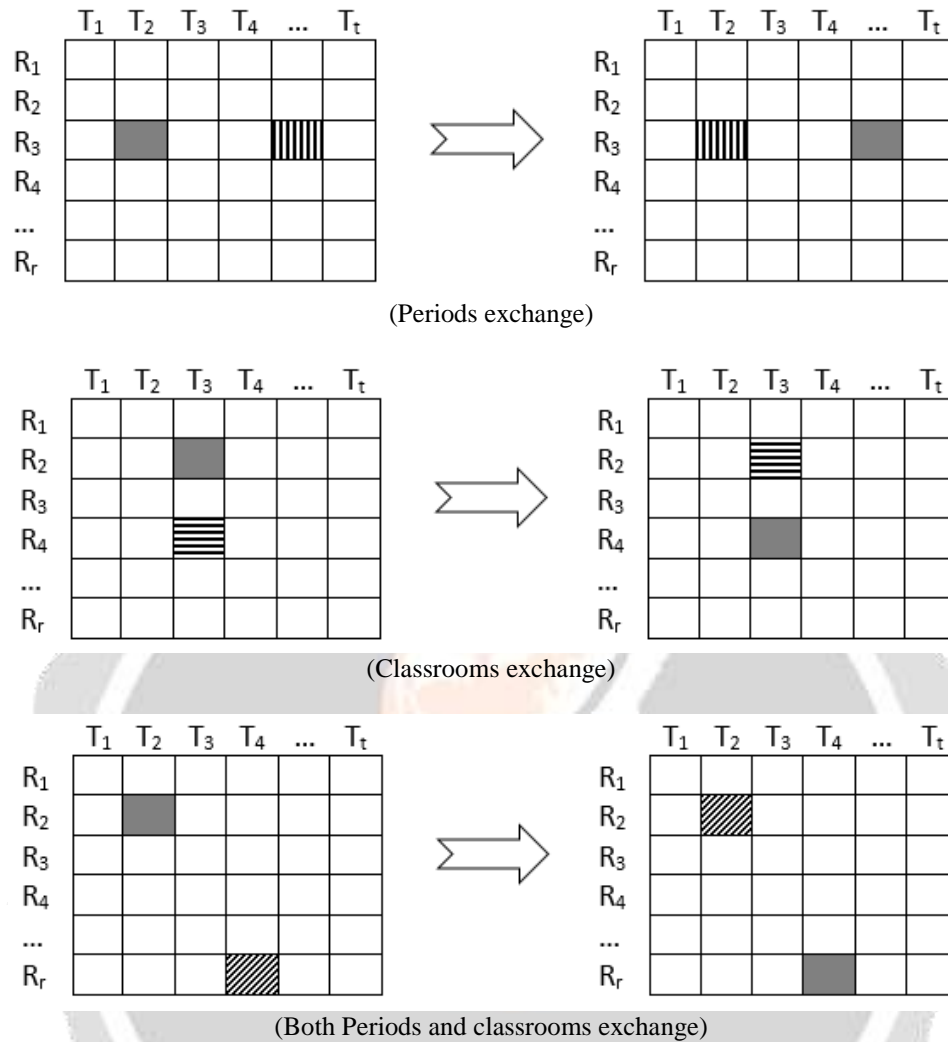 T₁ T₂ T₃ T₄ ... Tₜ T₁ T₂ T₃ T₄ ... Tₜ
R₁ R₁
R₂ R₂
R₃ R₃
R₄ R₄
... ...
Rᵣ Rᵣ
(Periods exchange)
T₁ T₂ T₃ T₄ ... Tₜ T₁ T₂ T₃ T₄ ... Tₜ
R₁ R₁
R₂ R₂
R₃ R₃
R₄ R₄
... ...
Rᵣ Rᵣ
(Classrooms exchange)
T₁ T₂ T₃ T₄ ... Tₜ T₁ T₂ T₃ T₄ ... Tₜ
R₁ R₁
R₂ R₂
R₃ R₃
R₄ R₄
... ...
Rᵣ Rᵣ
(Both Periods and classrooms exchange)